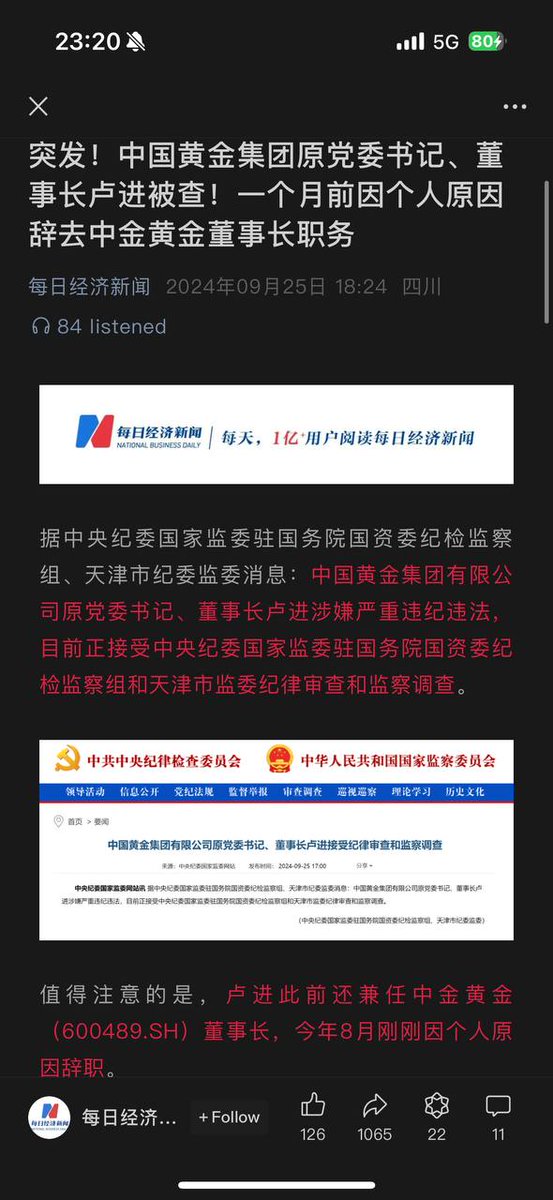 23:20
5G
80
突发！中国黄金集团原党委书记、董
事长卢进被查！一个月前因个人原因
辞去中金黄金董事长职务
每日经济新闻 2024年09月25日 18:24 四川
84 listened
每日经济新闻
NATIONAL BUSINESS DAILY
每天，1亿+用户阅读每日经济新闻
据中央纪委国家监委驻国务院国资委纪检监察
组、天津市纪委监委消息：中国黄金集团有限公
司原党委书记、董事长卢进涉嫌严重违纪违法，
目前正接受中央纪委国家监委驻国务院国资委纪
检监察组和天津市监委纪律审查和监察调查。
中共中央纪律检查委员会 中华人民共和国国家监察委员会
领导活动 信息公开 党纪法规 监督举报 审查调查 巡视巡察 理论学习 历史文化
首页 > 要闻
中国黄金集团有限公司原党委书记、董事长卢进接受纪律审查和监察调查
来源：中央纪委国家监委网站 发布时间：2024-09-25 17:00 分享
中央纪委国家监委网站讯 据中央纪委国家监委驻国务院国资委纪检监察组、天津市纪委监委消息：中国黄金集团有限公司原党委书记、董事长卢
进涉嫌严重违纪违法，目前正接受中央纪委国家监委驻国务院国资委纪检监察组和天津市监委纪律审查和监察调查。
（中央纪委国家监委驻国务院国资委纪检监察组、天津市纪委监委）
值得注意的是，卢进此前还兼任中金黄金
（600489.SH）董事长，今年8月刚刚因个人原
因辞职。
每日经济新闻
每日经济...
+Follow
126
1065
22
11